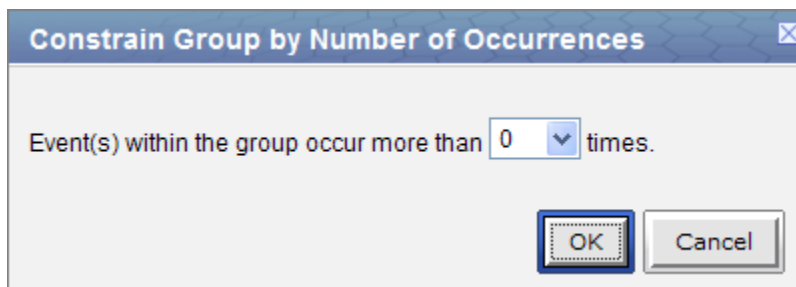 Constrain Group by Number of Occurrences
Event(s) within the group occur more than 0 times.
OK Cancel